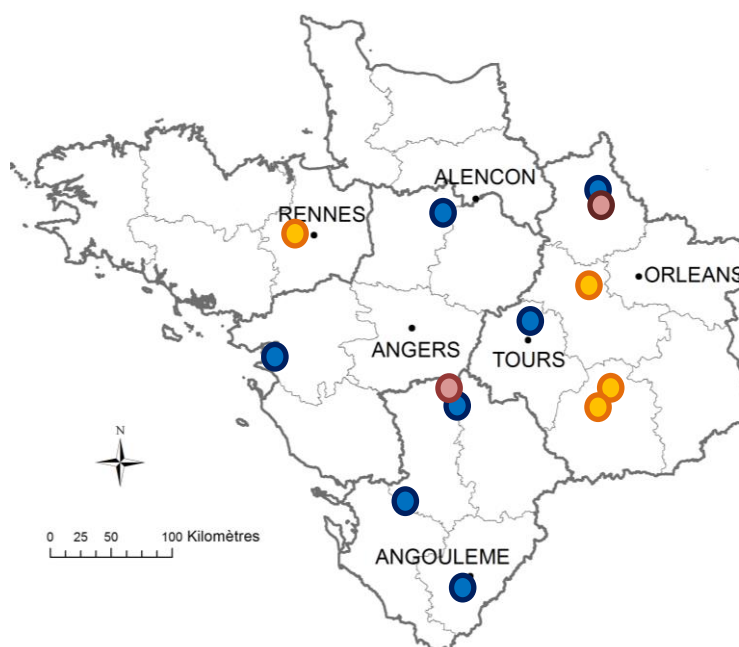 ALENCON
RENNES
ORLEANS
ANGERS
TOURS
N
0 25 50 100 Kilomètres
ANGOULEME